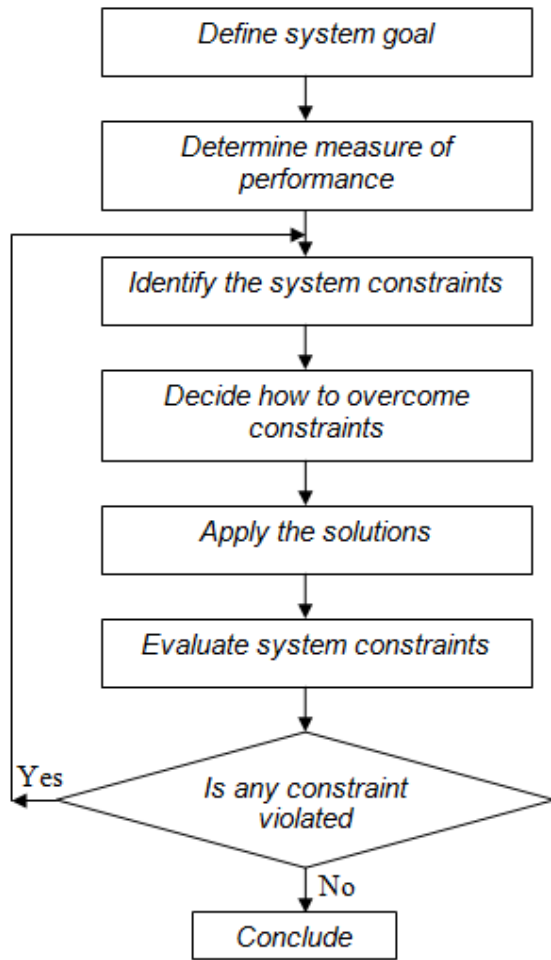 Define system goal
Determine measure of
performance
Identify the system constraints
Decide how to overcome
constraints
Apply the solutions
Evaluate system constraints
Is any constraint
violated
Yes
No
Conclude